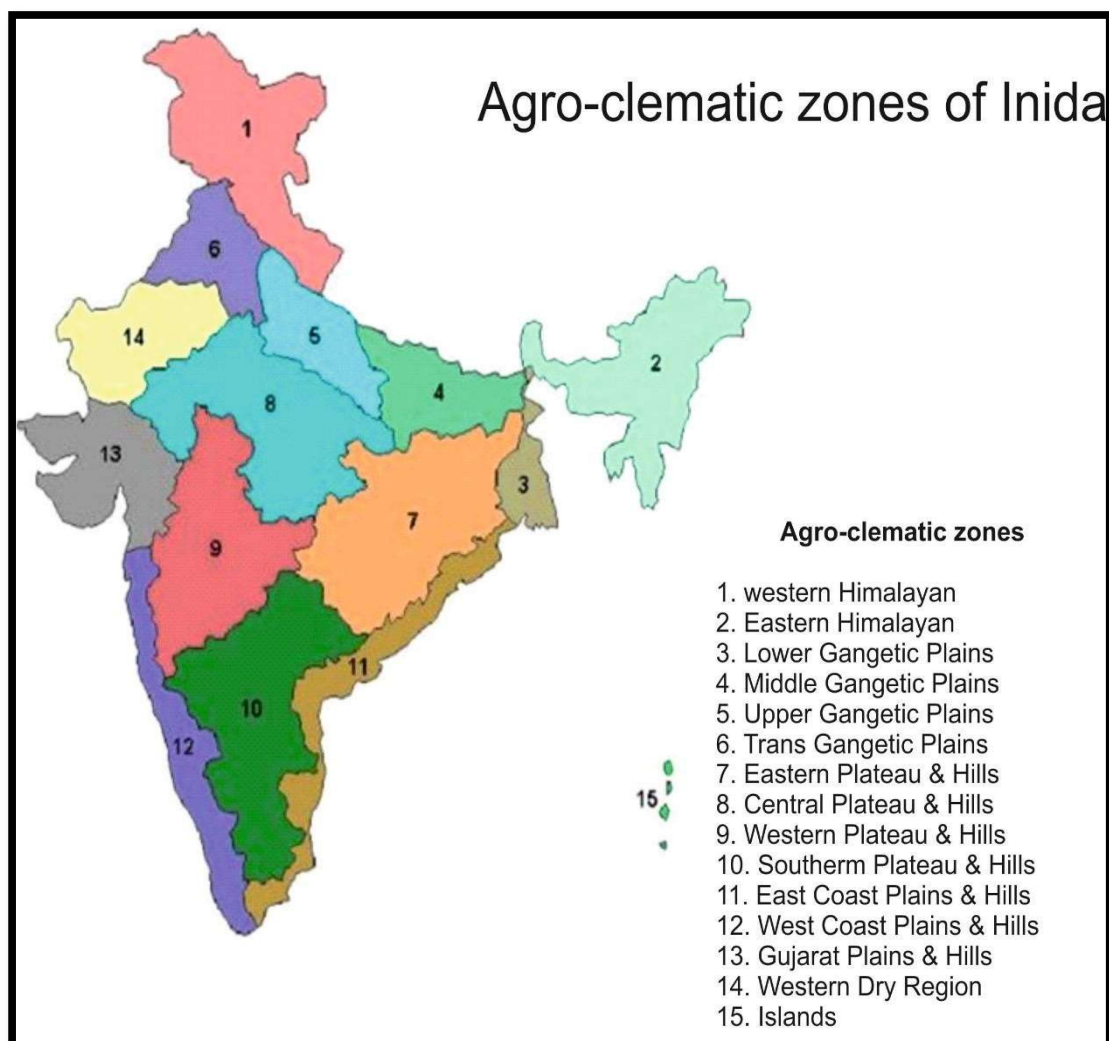 Agro-clematic zones of Inida
1
6
14
5
4
2
8
13
3
7
9
11
10
12
15
Agro-clematic zones
1. western Himalayan
2. Eastern Himalayan
3. Lower Gangetic Plains
4. Middle Gangetic Plains
5. Upper Gangetic Plains
6. Trans Gangetic Plains
7. Eastern Plateau & Hills
8. Central Plateau & Hills
9. Western Plateau & Hills
10. Southerm Plateau & Hills
11. East Coast Plains & Hills
12. West Coast Plains & Hills
13. Gujarat Plains & Hills
14. Western Dry Region
15. Islands